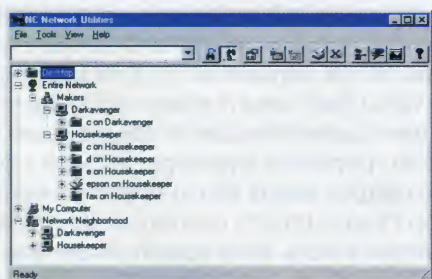 NC Network Utilities
File Tools View Help
Desktop
Entire Network
Makers
Darkavenger
c on Darkavenger
Housekeeper
c on Housekeeper
d on Housekeeper
e on Housekeeper
epson on Housekeeper
fax on Housekeeper
My Computer
Network Neighborhood
Darkavenger
Housekeeper
Ready